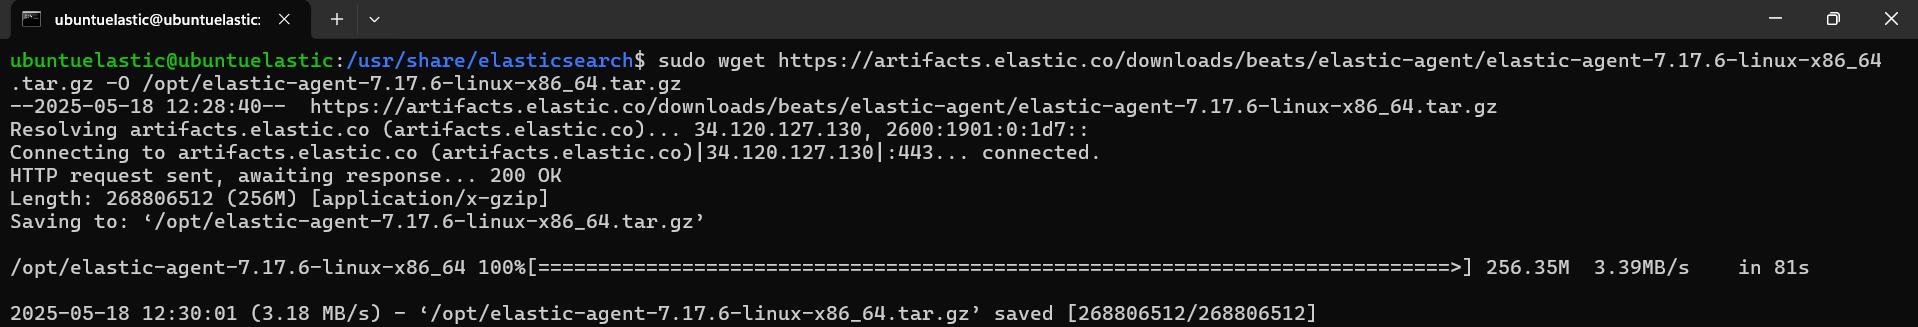 ubuntuelastic@ubuntuelastic:
ubuntuelastic@ubuntuelastic:/usr/share/elasticsearch$ sudo wget https://artifacts.elastic.co/downloads/beats/elastic-agent/elastic-agent-7.17.6-linux-x86_64
.tar.gz -O /opt/elastic-agent-7.17.6-linux-x86_64.tar.gz
--2025-05-18 12:28:40--  https://artifacts.elastic.co/downloads/beats/elastic-agent/elastic-agent-7.17.6-linux-x86_64.tar.gz
Resolving artifacts.elastic.co (artifacts.elastic.co)... 34.120.127.130, 2600:1901:0:1d7::
Connecting to artifacts.elastic.co (artifacts.elastic.co)|34.120.127.130|:443... connected.
HTTP request sent, awaiting response... 200 OK
Length: 268806512 (256M) [application/x-gzip]
Saving to: ‘/opt/elastic-agent-7.17.6-linux-x86_64.tar.gz’
/opt/elastic-agent-7.17.6-linux-x86_64 100%[============================================================================>] 256.35M  3.39MB/s    in 81s
2025-05-18 12:30:01 (3.18 MB/s) - ‘/opt/elastic-agent-7.17.6-linux-x86_64.tar.gz’ saved [268806512/268806512]